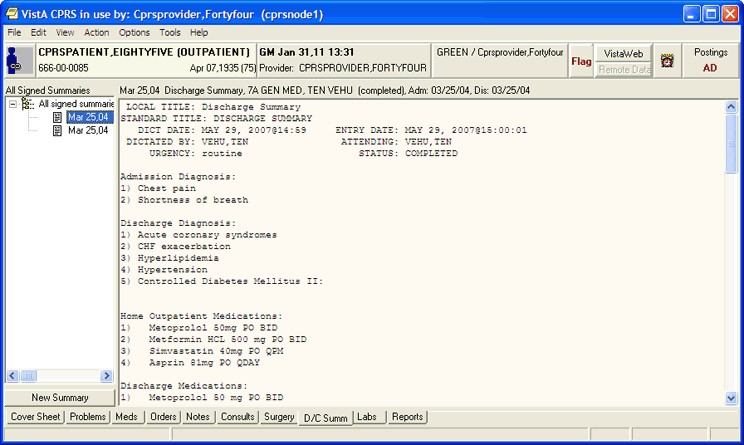 VistA CPRS in use by: Cprsprovider,Fortyfour (cprsnode1)
File Edit View Action Options Tools Help
CPRSPATIENT,EIGHTYFIVE (OUTPATIENT) GM Jan 31,11 13:31 GREEN / Cprsprovider,Fortyfour Flag VistaWeb Postings
666-00-0085 Apr 07,1935 (75) Provider: CPRSPROVIDER,FORTYFOUR Remote Data AD
All Signed Summaries Mar 25,04 Discharge Summary, 7A GEN MED, TEN VEHU (completed), Adm: 03/25/04, Dis: 03/25/04
All signed summarie
Mar 25,04
Mar 25,04
LOCAL TITLE: Discharge Summary
STANDARD TITLE: DISCHARGE SUMMARY
DICT DATE: MAY 29, 2007@14:59 ENTRY DATE: MAY 29, 2007@15:00:01
DICTATED BY: VEHU,TEN ATTENDING: VEHU,TEN
URGENCY: routine STATUS: COMPLETED
Admission Diagnosis:
1) Chest pain
2) Shortness of breath
Discharge Diagnosis:
1) Acute coronary syndromes
2) CHF exacerbation
3) Hyperlipidemia
4) Hypertension
5) Controlled Diabetes Mellitus II:
Home Outpatient Medications:
1) Metoprolol 50mg PO BID
2) Metformin HCL 500 mg PO BID
3) Simvastatin 40mg PO QPM
4) Asprin 81mg PO QDAY
Discharge Medications:
1) Metoprolol 50 mg PO BID
New Summary
Cover Sheet Problems Meds Orders Notes Consults Surgery D/C Summ Labs Reports